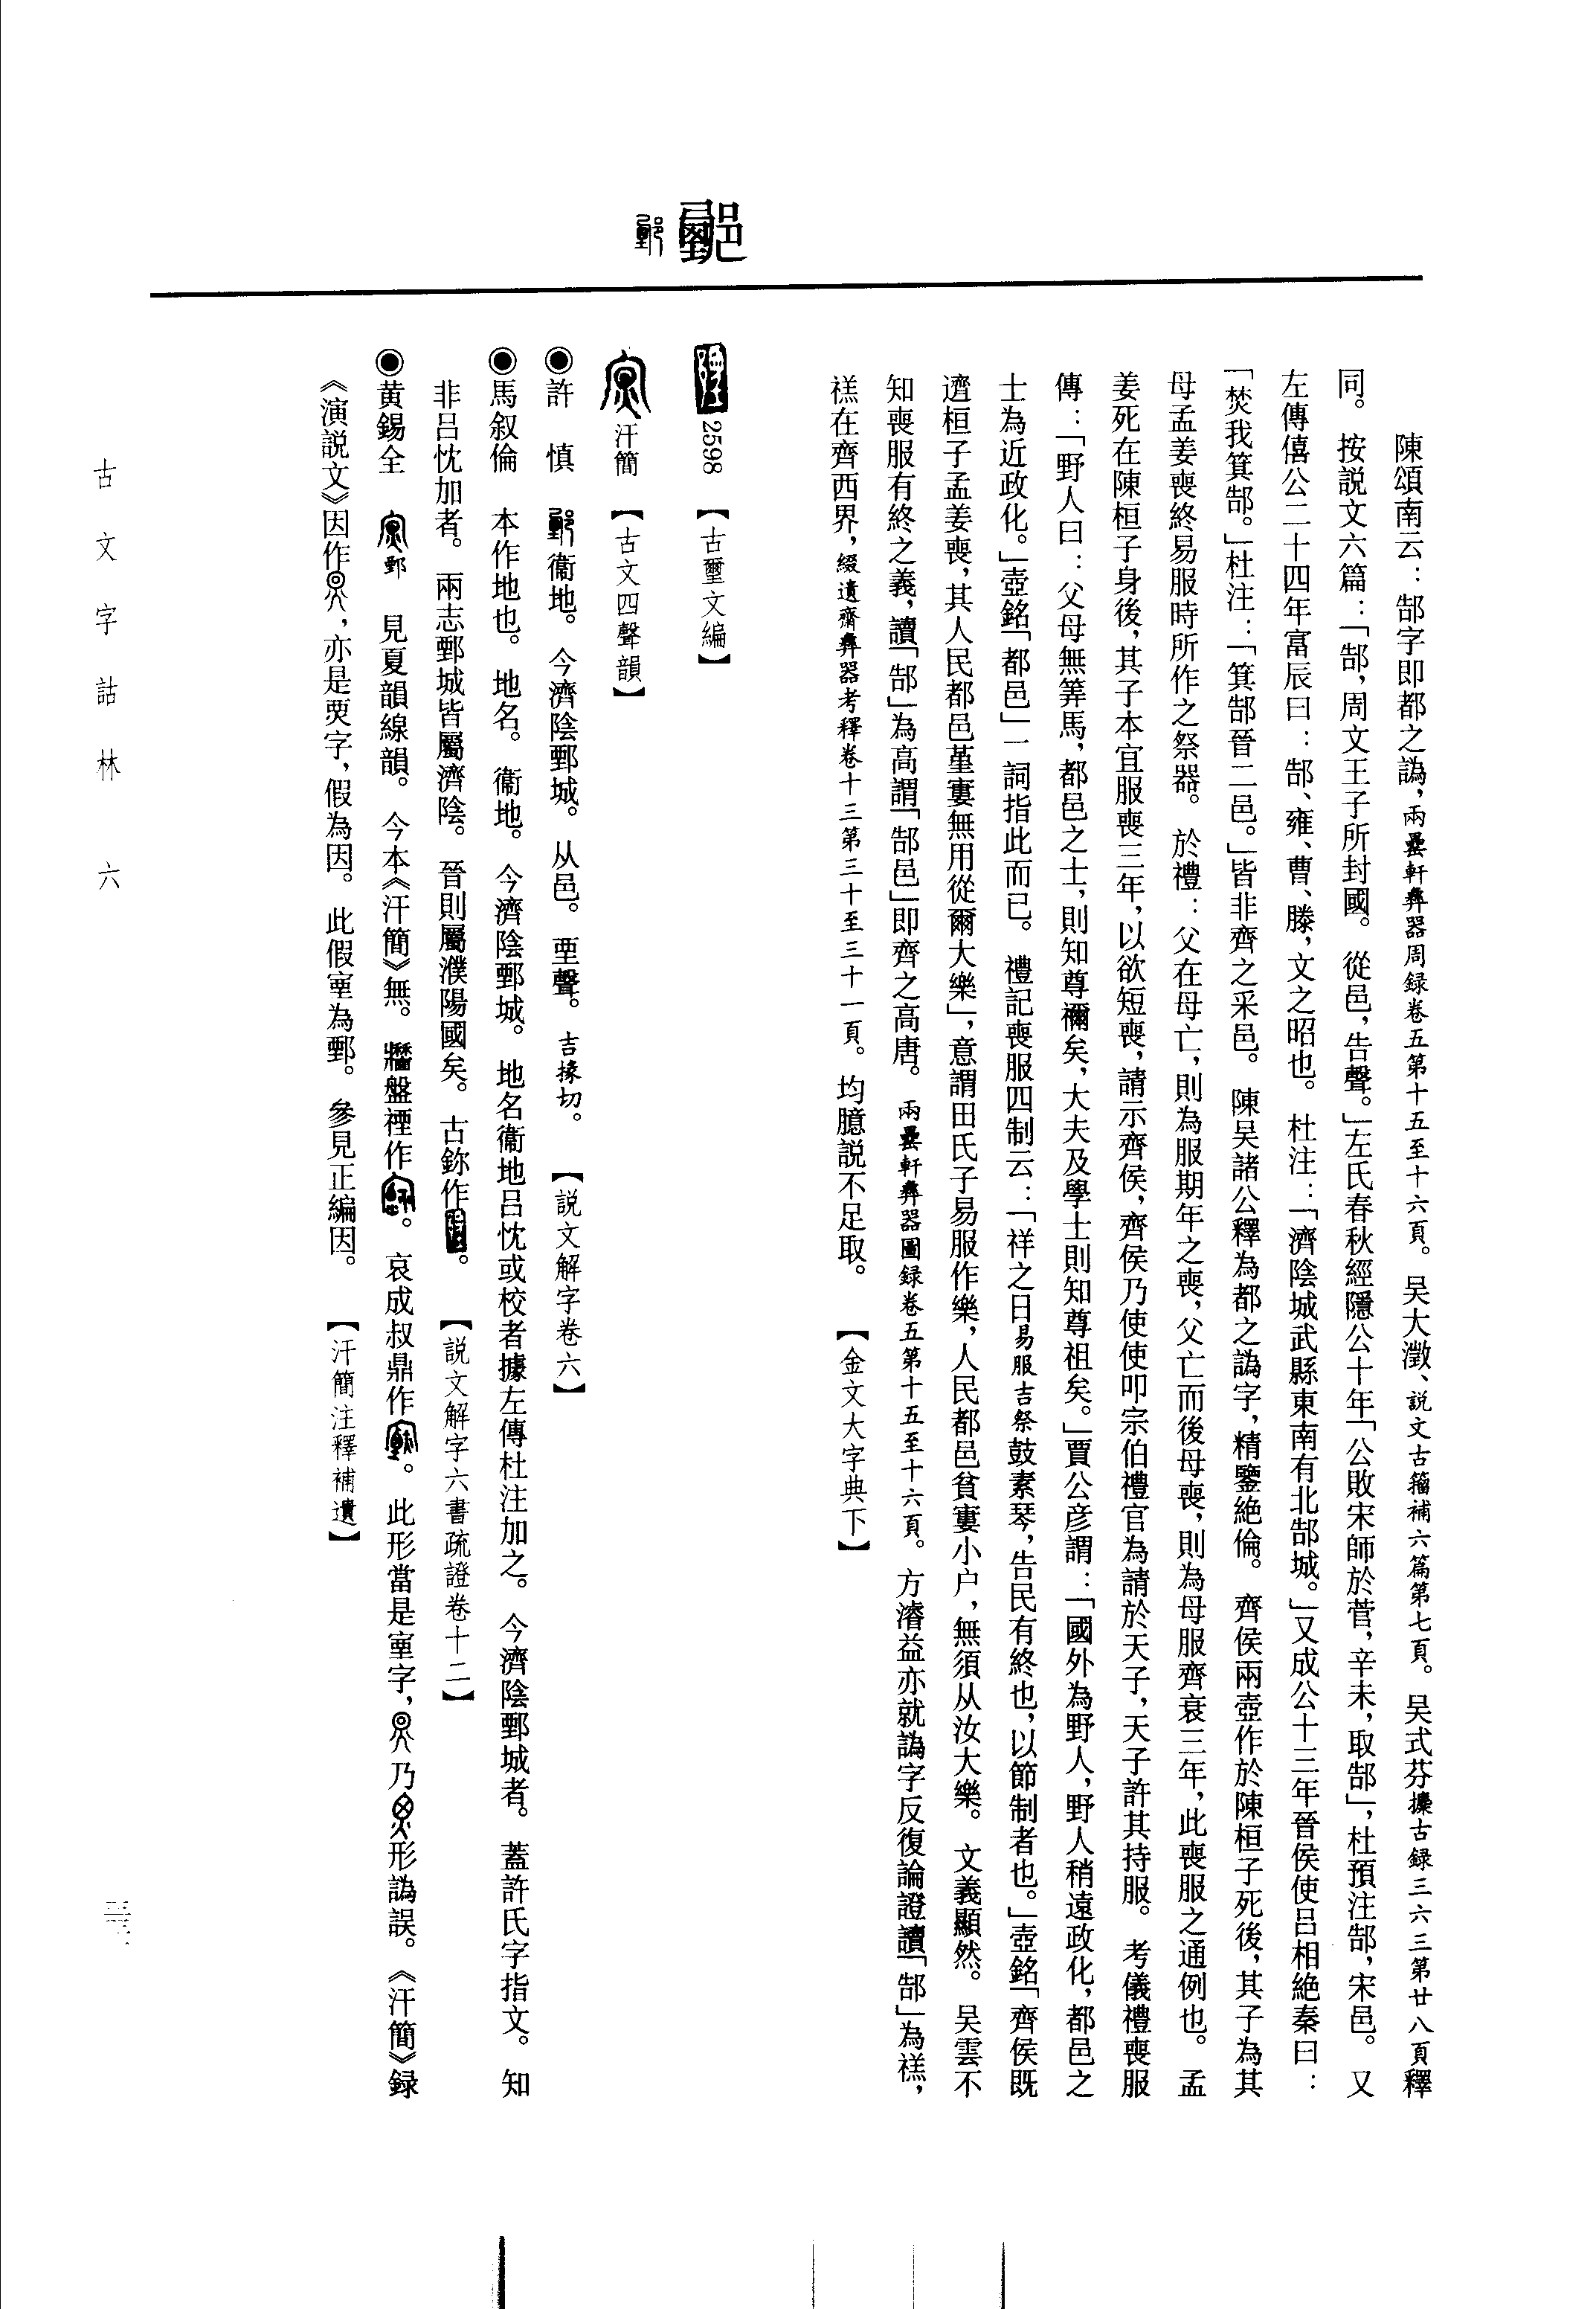 陳頌南云：郜字即都之譌，兩罍軒彝器周録卷五第十五至十六頁。吴大澂、説文古籀補六篇第七頁。吴式芬攗古録三六三第廿八頁釋
同。按説文六篇：「郜，周文王子所封國。從邑，告聲。」左氏春秋經隱公十年「公敗宋師於菅，辛未，取郜」，杜預注郜，宋邑。又
左傳僖公二十四年富辰曰：郜、雍、曹、滕，文之昭也。杜注：「濟陰城武縣東南有北郜城。」又成公十三年晉侯使吕相絶秦曰：
「焚我箕郜。」杜注：「箕郜晉二邑。」皆非齊之采邑。陳吴諸公釋為都之譌字，精鑒絶倫。齊侯兩壺作於陳桓子死後，其子為其
母孟姜喪終易服時所作之祭器。於禮：父在母亡，則為服期年之喪，父亡而後母喪，則為母服齊衰三年，此喪服之通例也。孟
姜死在陳桓子身後，其子本宜服喪三年，以欲短喪，請示齊侯，齊侯乃使使叩宗伯禮官為請於天子，天子許其持服。考儀禮喪服
傳：「野人曰：父母無筭馬，都邑之士，則知尊禰矣，大夫及學士則知尊祖矣。」賈公彦謂：「國外為野人，野人稍遠政化，都邑之
士為近政化。」壺銘「都邑」一詞指此而已。禮記喪服四制云：「祥之日易服吉祭鼓素琴，告民有終也，以節制者也。」壺銘「齊侯既
遹桓子孟姜喪，其人民都邑堇寠無用從爾大樂」，意謂田氏子易服作樂，人民都邑貧寠小户，無須从汝大樂。文義顯然。吴雲不
知喪服有終之義，讀「郜」為高謂「郜邑」即齊之高唐。兩罍軒彝器圖録卷五第十五至十六頁。方濬益亦就譌字反復論證讀「郜」為禚，
禚在齊西界，綴遺齋彝器考釋卷十三第三十至三十一頁。均臆説不足取。【金文大字典下】
2598【古璽文編】
汗簡【古文四聲韻】
◉許　慎　衞地。今濟陰鄄城。从邑。垔聲。吉掾切。【説文解字卷六】
◉馬叙倫　本作地也。地名。衞地。今濟陰鄄城。地名衞地吕忱或校者據左傳杜注加之。今濟陰鄄城者。蓋許氏字指文。知
非吕忱加者。兩志鄄城皆屬濟陰。晉則屬濮陽國矣。古鉨作。【説文解字六書疏證卷十二】
◉黄錫全　鄄　見夏韻線韻。今本《汗簡》無。牆盤禋作。哀成叔鼎作。此形當是窒字，乃形譌誤。《汗簡》録
《演説文》因作，亦是㷼字，假為因。此假窒為鄄。參見正編因。【汗簡注釋補遺】
古文字詁林　六